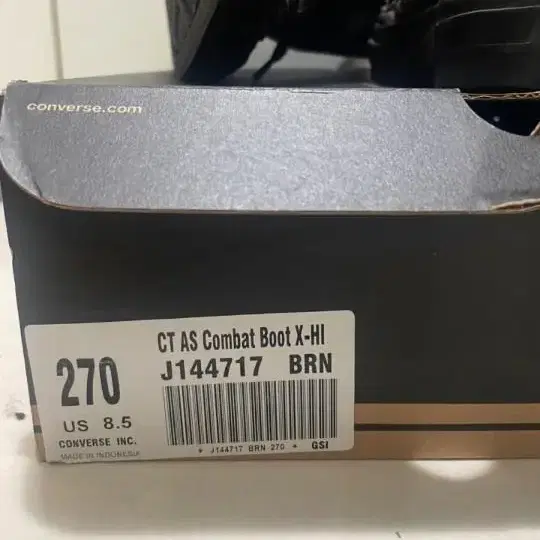 converse.com
CT AS Combat Boot X-HI
270
J144717 BRN
US 8.5
CONVERSE INC.
MADE IN INDONESIA
* J144717 BRN 270 * GSI